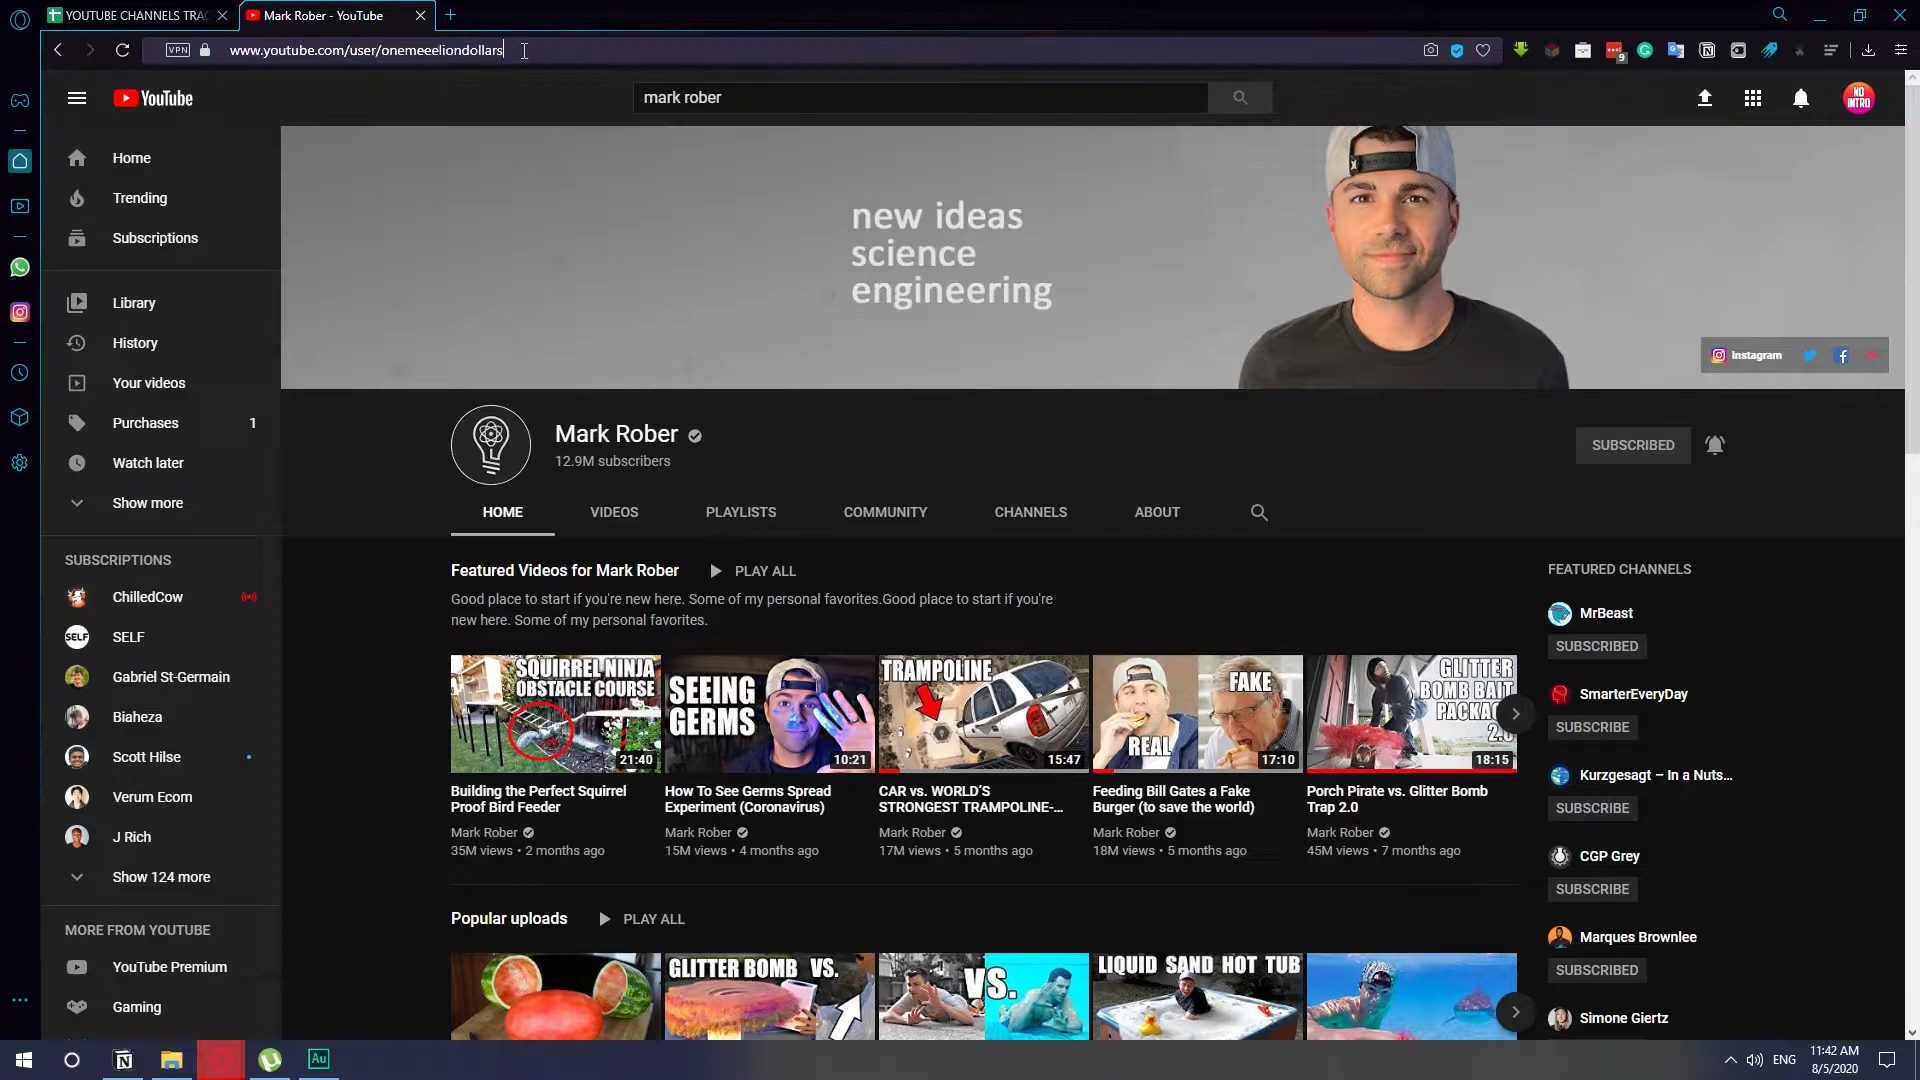 YOUTUBE CHANNELS TRAC
Mark Rober - YouTube
VPN
www.youtube.com/user/onemeeeliondollars
9
YouTube
mark rober
NO
INTRO
Home
Trending
Subscriptions
Library
History
Your videos
Purchases 1
Watch later
Show more
SUBSCRIPTIONS
ChilledCow
SELF
SELF
Gabriel St-Germain
Biaheza
Scott Hilse
Verum Ecom
J Rich
Show 124 more
MORE FROM YOUTUBE
YouTube Premium
Gaming
new ideas
science
engineering
Instagram
Mark Rober
12.9M subscribers
SUBSCRIBED
HOME VIDEOS PLAYLISTS COMMUNITY CHANNELS ABOUT
Featured Videos for Mark Rober PLAY ALL
Good place to start if you're new here. Some of my personal favorites.Good place to start if you're
new here. Some of my personal favorites.
SQUIRREL NINJA
OBSTACLE COURSE
21:40
Building the Perfect Squirrel
Proof Bird Feeder
Mark Rober
35M views • 2 months ago
SEEING
GERMS
10:21
How To See Germs Spread
Experiment (Coronavirus)
Mark Rober
15M views • 4 months ago
TRAMPOLINE
15:47
CAR vs. WORLD'S
STRONGEST TRAMPOLINE-...
Mark Rober
17M views • 5 months ago
FAKE
REAL
17:10
Feeding Bill Gates a Fake
Burger (to save the world)
Mark Rober
18M views • 5 months ago
GLITTER
BOMB BAIT
PACKAG
2.0
18:15
Porch Pirate vs. Glitter Bomb
Trap 2.0
Mark Rober
45M views • 7 months ago
Popular uploads PLAY ALL
GLITTER BOMB VS.
VS.
LIQUID SAND HOT TUB
FEATURED CHANNELS
MrBeast
SUBSCRIBED
SmarterEveryDay
SUBSCRIBE
Kurzgesagt – In a Nuts...
SUBSCRIBE
CGP Grey
SUBSCRIBE
Marques Brownlee
SUBSCRIBED
Simone Giertz
Au
ENG
11:42 AM
8/5/2020